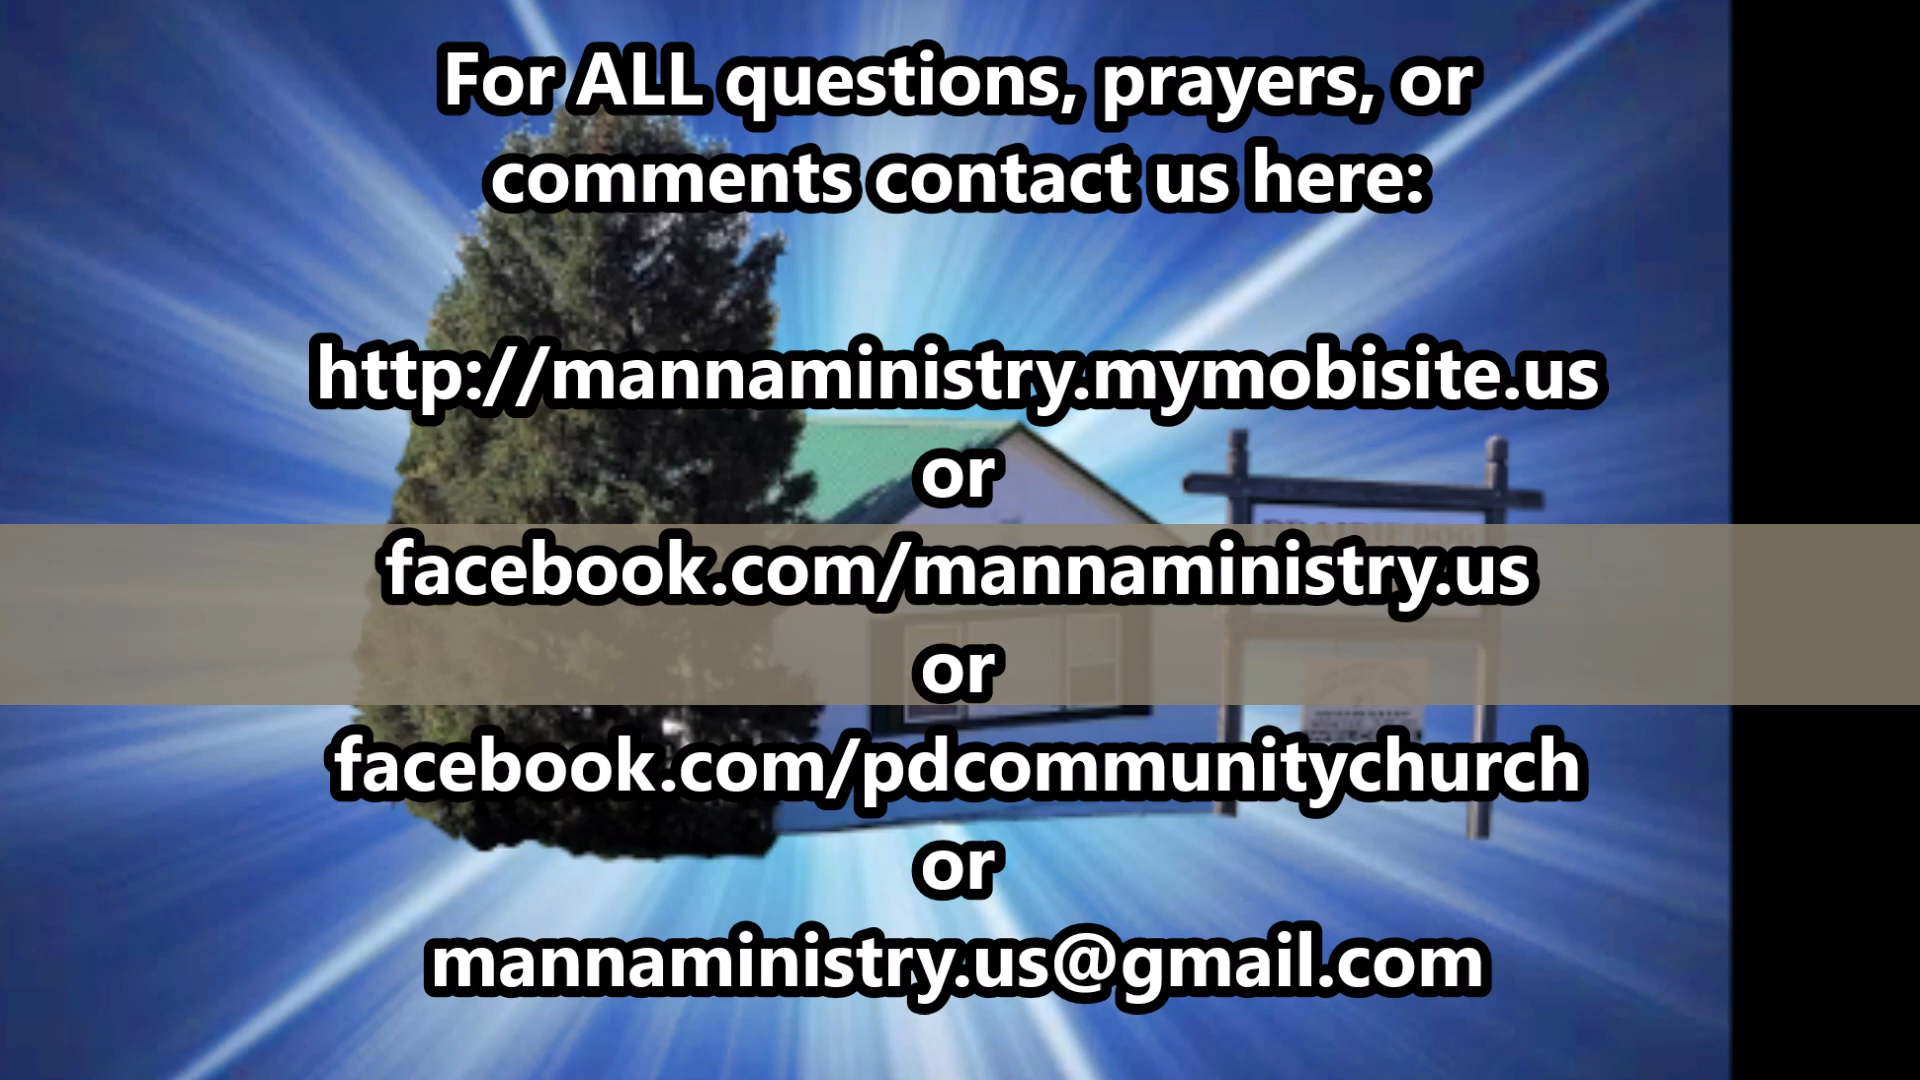 For ALL questions, prayers, or
comments contact us here:
http://mannaministry.mymobisite.us
or
facebook.com/mannaministry.us
or
facebook.com/pdcommunitychurch
or
mannaministry.us@gmail.com